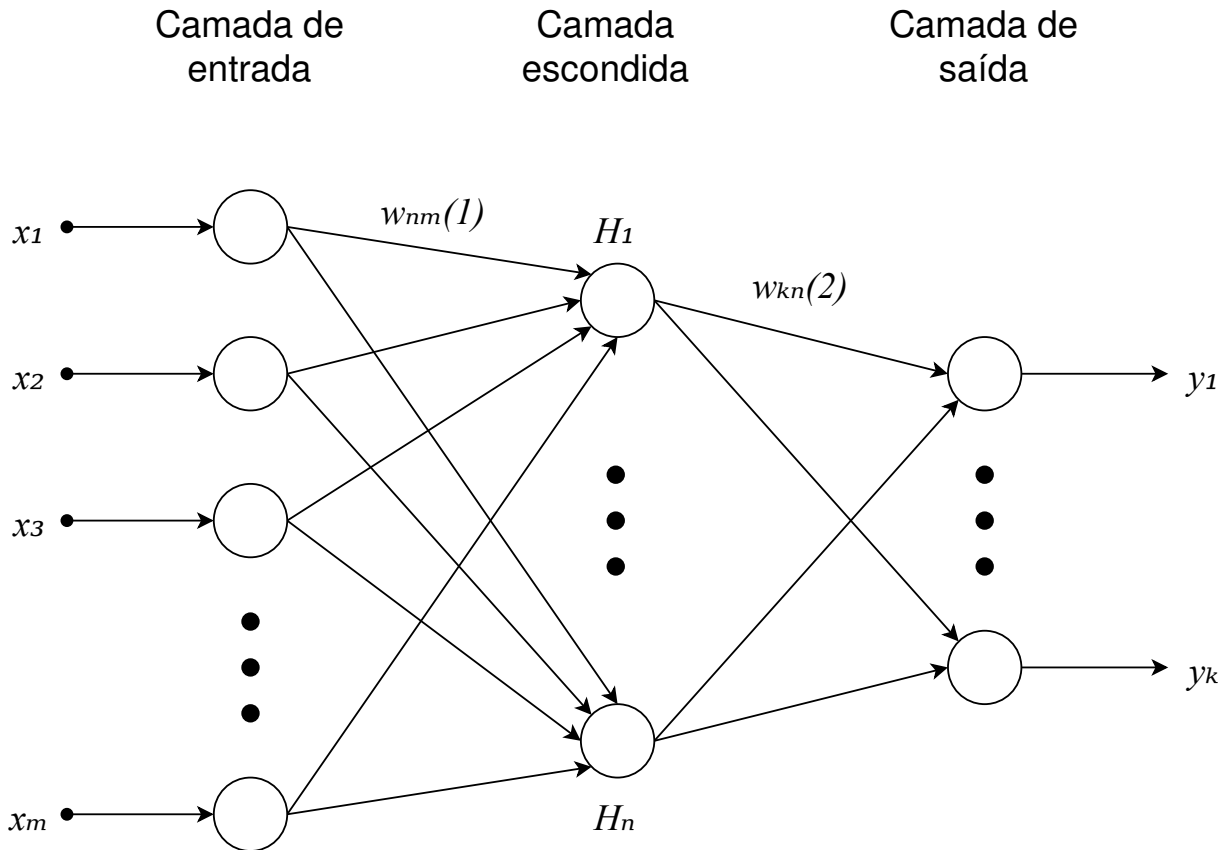 Camada de
entrada
Camada
escondida
Camada de
saída
x1
wnm(1)
H1
wkn(2)
x2
y1
x3
yk
xm
Hn